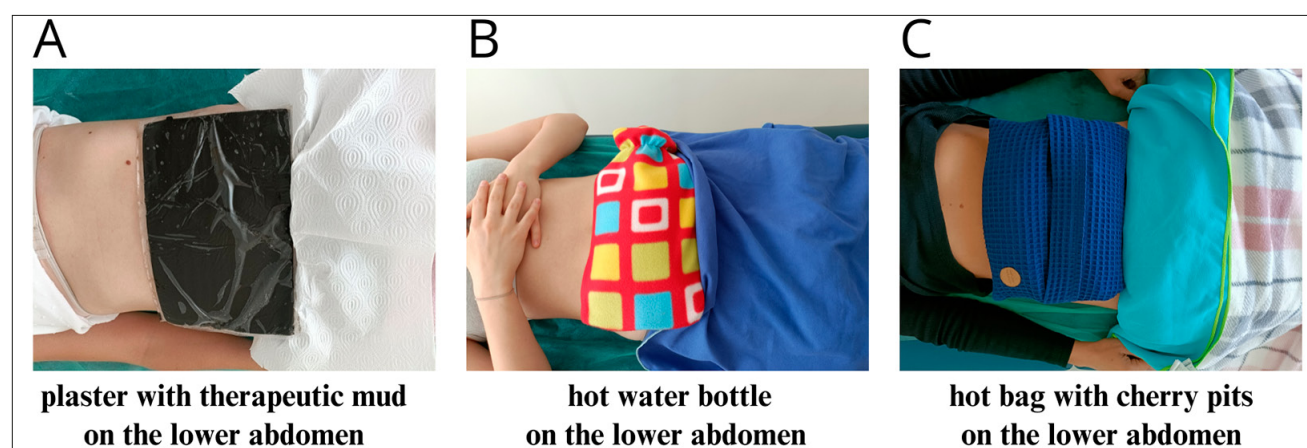 A
B
C
plaster with therapeutic mud
on the lower abdomen
hot water bottle
on the lower abdomen
hot bag with cherry pits
on the lower abdomen